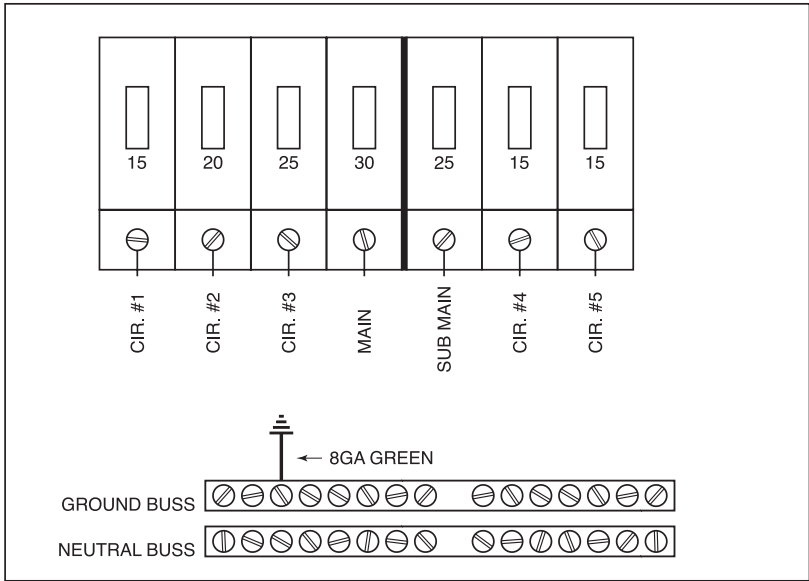 15 20 25 30 25 15 15
CIR. #1 CIR. #2 CIR. #3 MAIN SUB MAIN CIR. #4 CIR. #5
8GA GREEN
GROUND BUSS
NEUTRAL BUSS